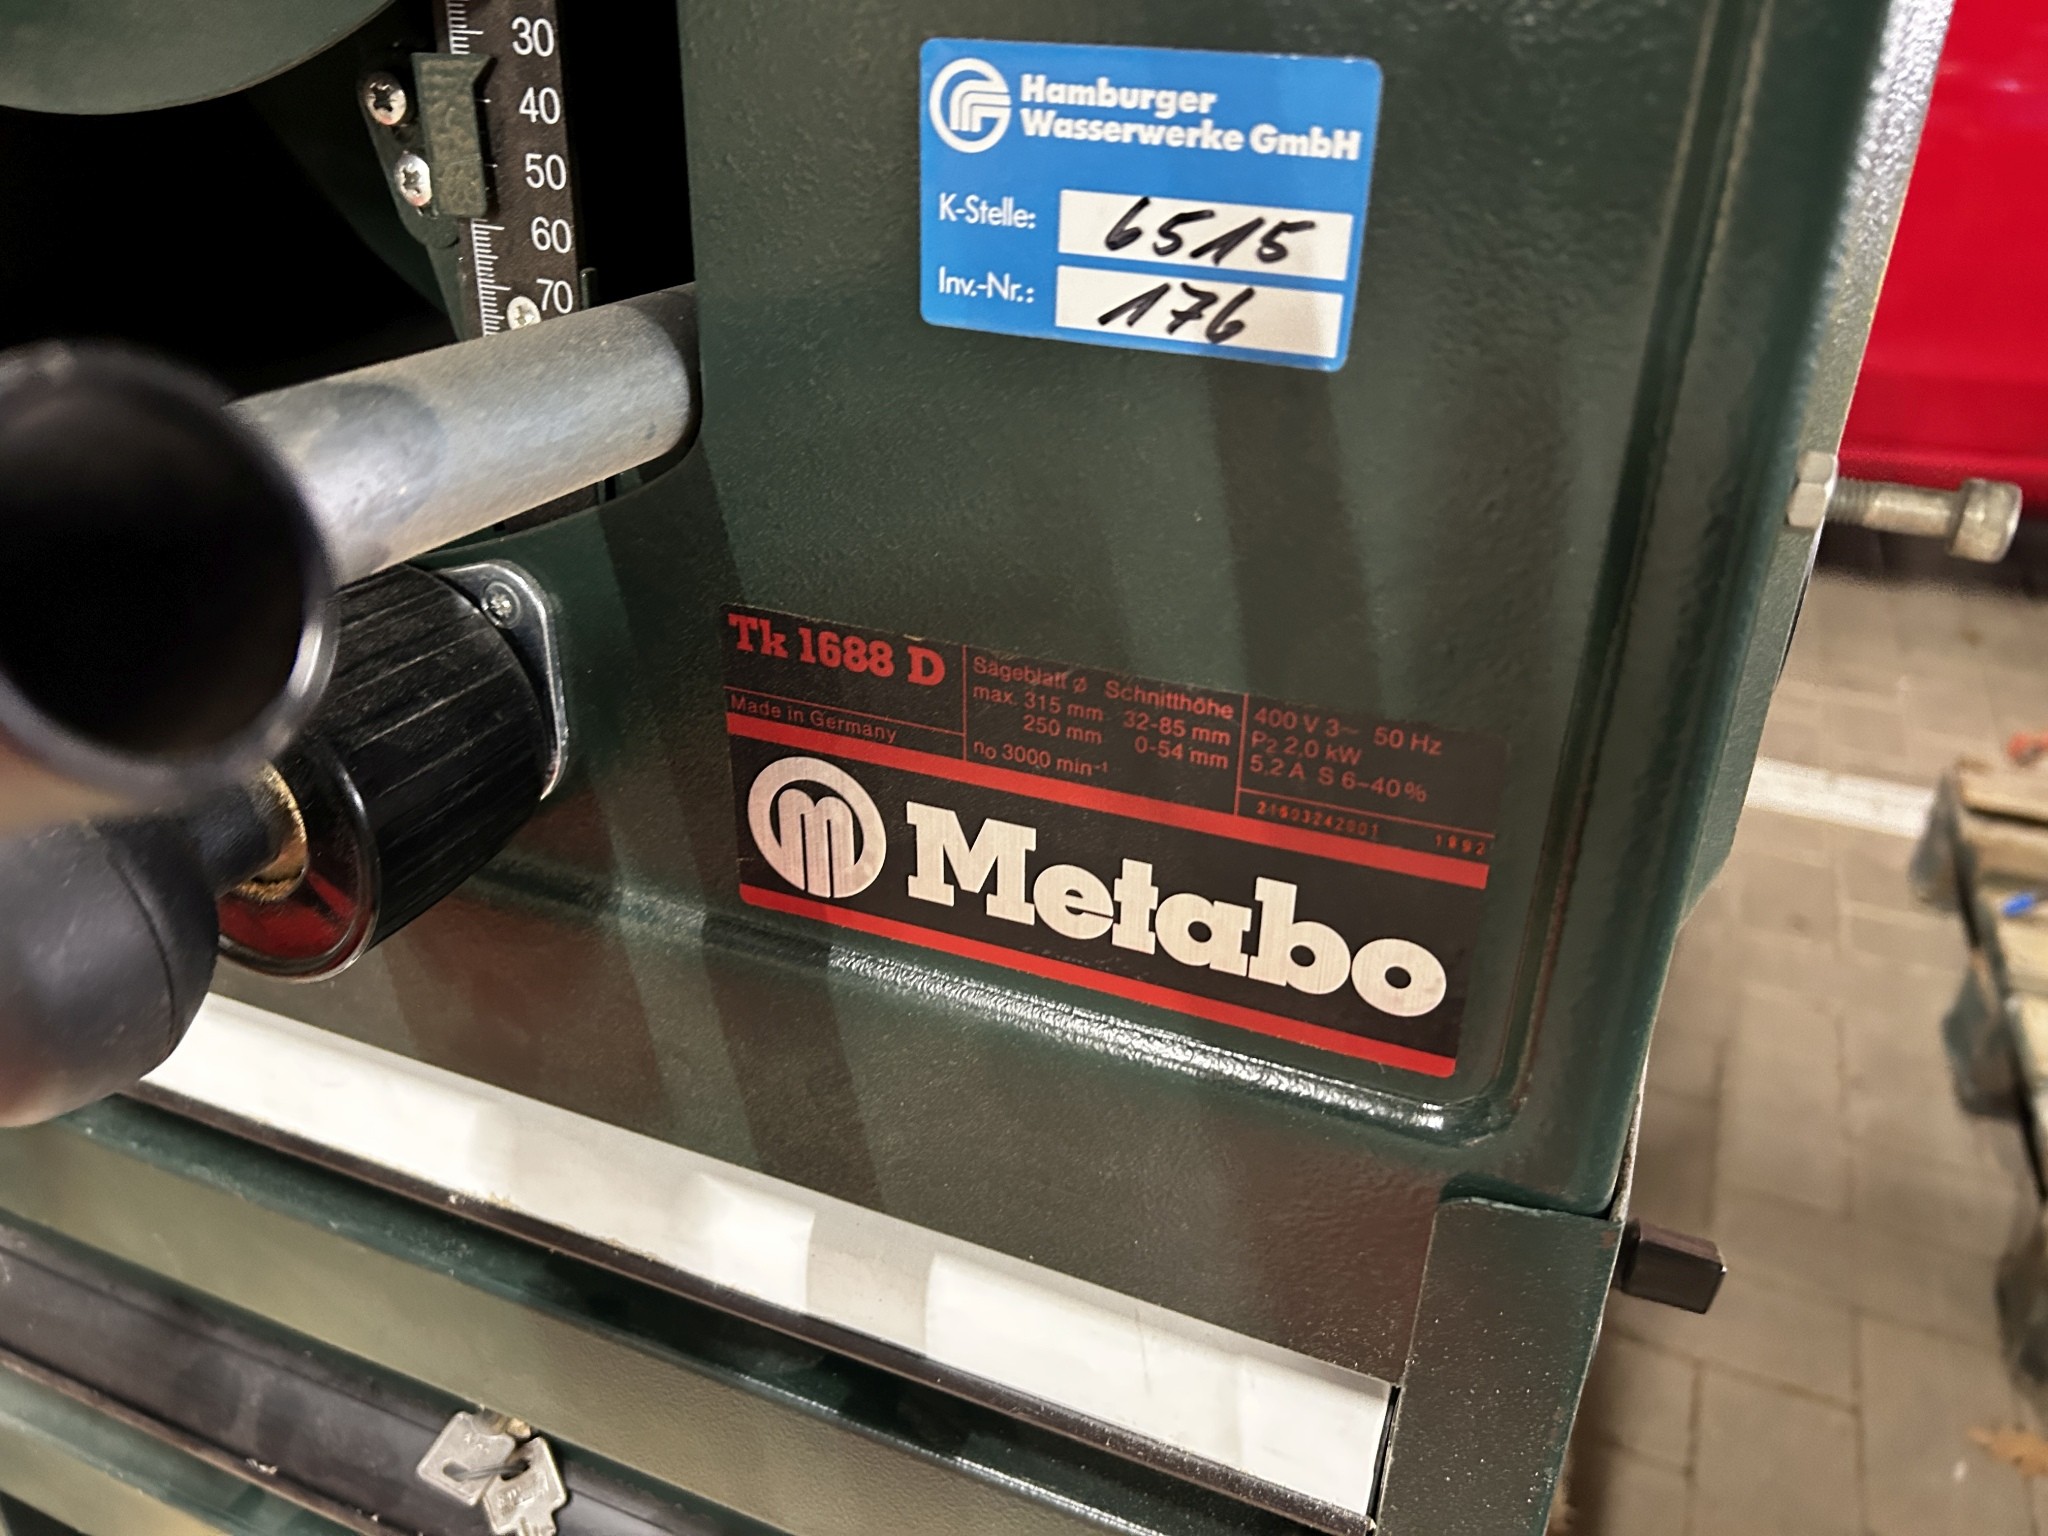 30
40
50
60
70
Hamburger
Wasserwerke GmbH
K-Stelle: 6515
Inv.-Nr.: 176
Tk 1688 D
Made in Germany
Sägeblatt ø Schnitthöhe
max. 315 mm 32-85 mm
250 mm 0-54 mm
n₀ 3000 min⁻¹
400 V 3~ 50 Hz
P₂ 2,0 kW
5,2 A S 6-40%
21603242001 1992
m Metabo